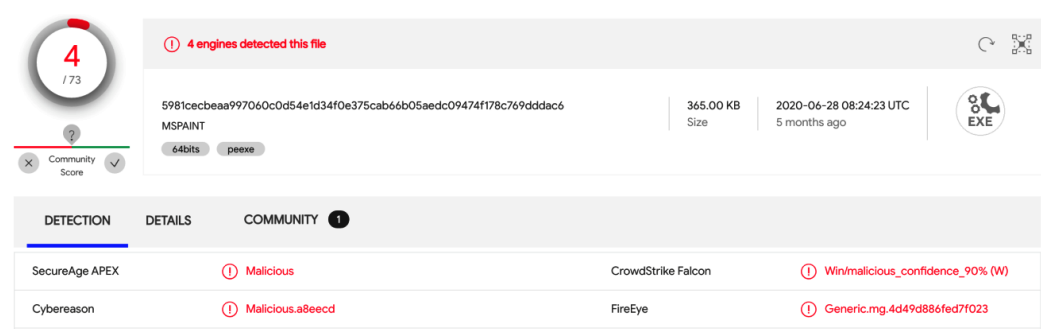 4
/ 73
?
Community
Score
4 engines detected this file
5981cecbeaa997060c0d54e1d34f0e375cab66b05aedc09474f178c769dddac6
MSPAINT
64bits peexe
365.00 KB
Size
2020-06-28 08:24:23 UTC
5 months ago
EXE
DETECTION DETAILS COMMUNITY 1
SecureAge APEX Malicious CrowdStrike Falcon Win/malicious_confidence_90% (W)
Cybereason Malicious.a8eecd FireEye Generic.mg.4d49d886fed7f023